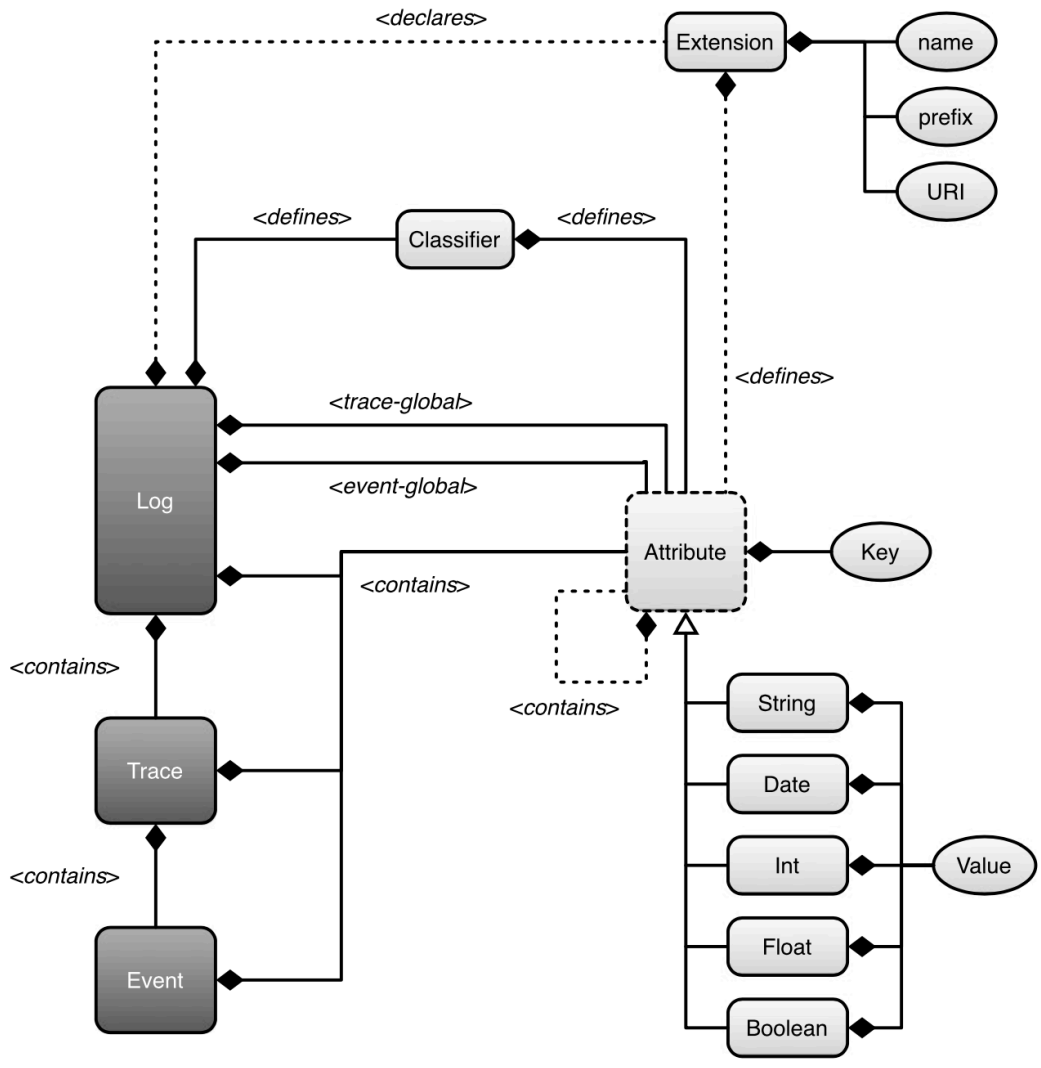 <declares>
Extension
name
prefix
URI
<defines>
Classifier
<defines>
<defines>
<trace-global>
<event-global>
Log
Attribute
Key
<contains>
<contains>
<contains>
String
Trace
Date
<contains>
Int
Value
Float
Event
Boolean